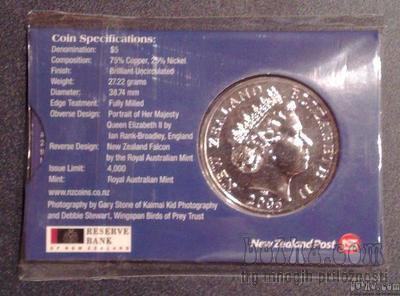 Coin Specifications:
Denomination: $5
Composition: 75% Copper, 25% Nickel
Finish: Brilliant Uncirculated
Weight: 27.22 grams
Diameter: 38.74 mm
Edge Teatment: Fully Milled
Obverse Design: Portrait of Her Majesty
Queen Elizabeth II by
Ian Rank-Broadley, England
Reverse Design: New Zealand Falcon
by the Royal Australian Mint
Issue Limit: 4,000
Mint: Royal Australian Mint
www.nzcoins.co.nz
Photography by Gary Stone of Kaimai Kid Photography
and Debbie Stewart, Wingspan Birds of Prey Trust
RESERVE
BANK
OF NEW ZEALAND
NEW ZEALAND ELIZABETH II
New Zealand Post